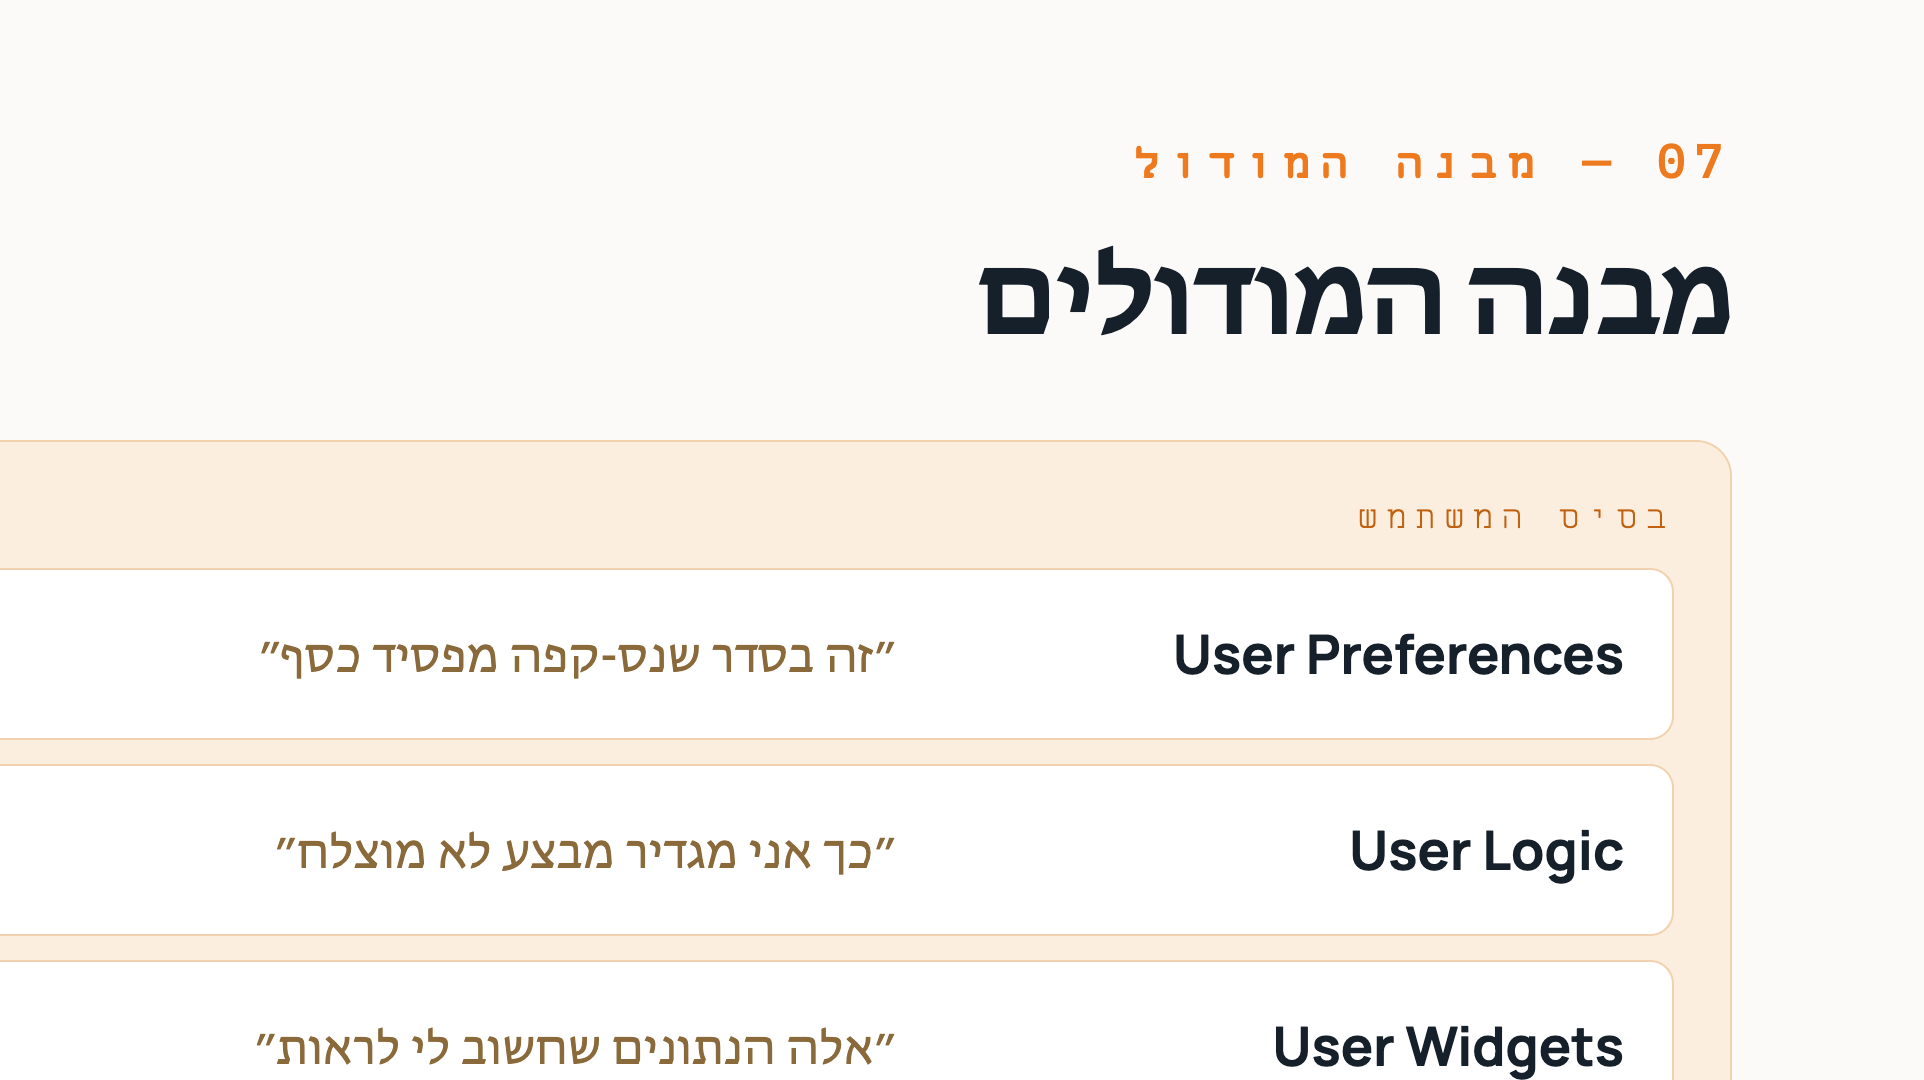 07 — מבנה המודול
מבנה המודולים
בסיס המשתמש
User Preferences
״זה בסדר שנס-קפה מפסיד כסף״
User Logic
״כך אני מגדיר מבצע לא מוצלח״
User Widgets
״אלה הנתונים שחשוב לי לראות״